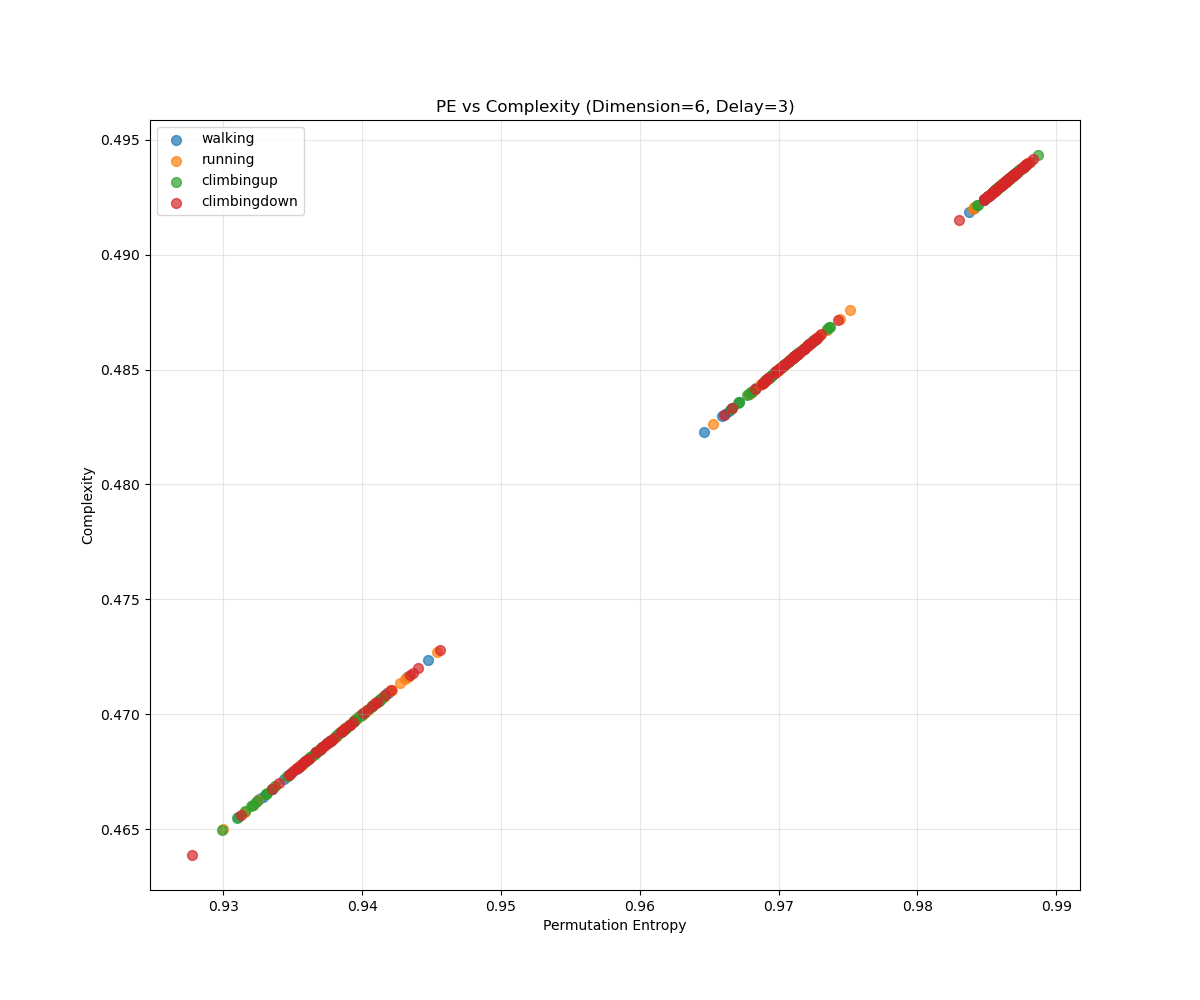 PE vs Complexity (Dimension=6, Delay=3)
walking
running
climbingup
climbingdown
0.495
0.490
0.485
0.480
0.475
0.470
0.465
Complexity
0.93 0.94 0.95 0.96 0.97 0.98 0.99
Permutation Entropy